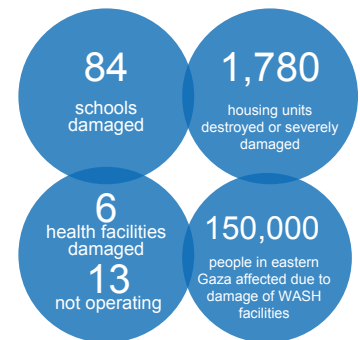 84
schools
damaged
1,780
housing units
destroyed or severely
damaged
6
health facilities
damaged
13
not operating
150,000
people in eastern
Gaza affected due to
damage of WASH
facilities